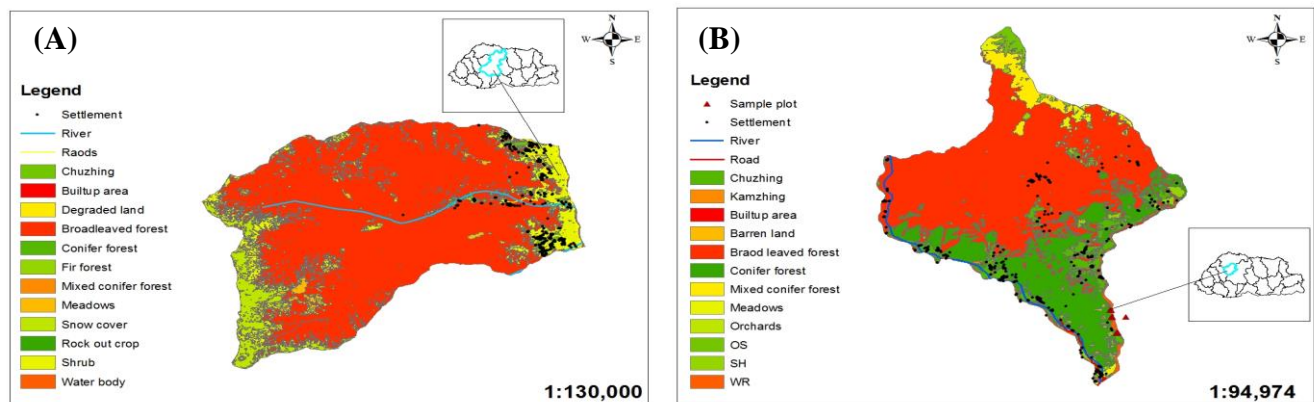 (A)
N
W E
S
Legend
Settlement
River
Raods
Chuzhing
Builtup area
Degraded land
Broadleaved forest
Conifer forest
Fir forest
Mixed conifer forest
Meadows
Snow cover
Rock out crop
Shrub
Water body
1:130,000
(B)
N
W E
S
Legend
Sample plot
Settlement
River
Road
Chuzhing
Kamzhing
Builtup area
Barren land
Braod leaved forest
Conifer forest
Mixed conifer forest
Meadows
Orchards
OS
SH
WR
1:94,974